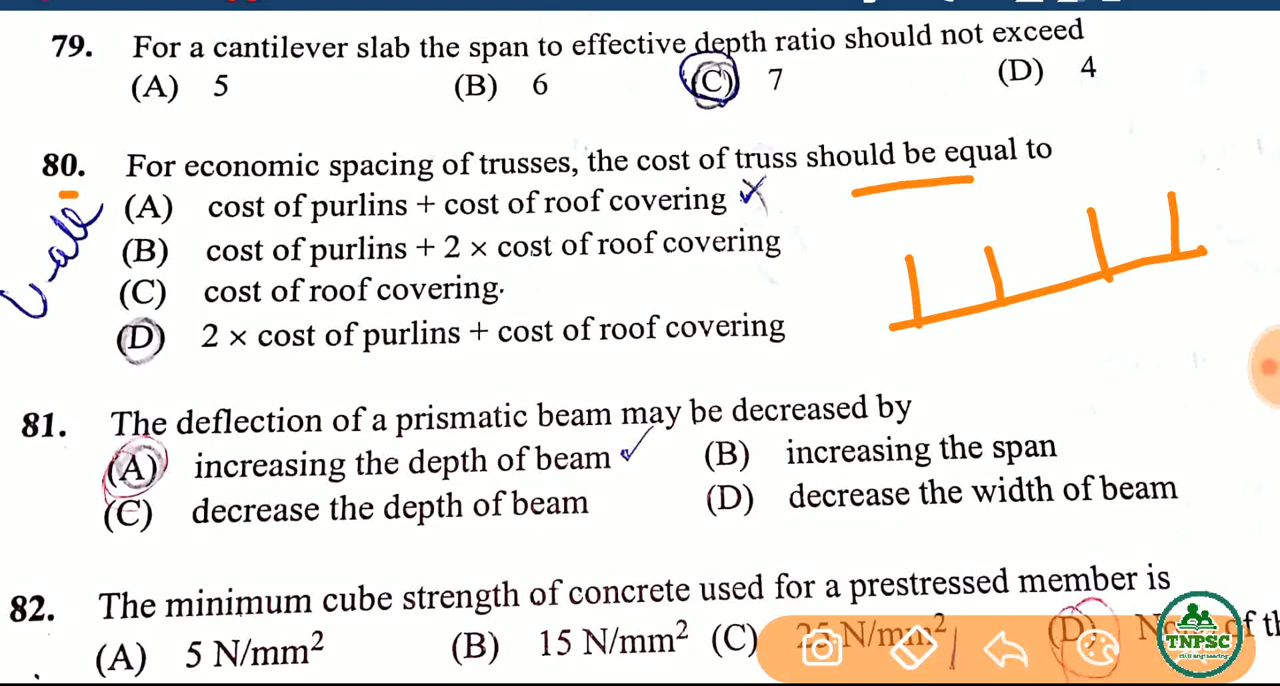 79. For a cantilever slab the span to effective depth ratio should not exceed
(A) 5 (B) 6 (C) 7 (D) 4
80. For economic spacing of trusses, the cost of truss should be equal to
(A) cost of purlins + cost of roof covering
(B) cost of purlins + 2 × cost of roof covering
(C) cost of roof covering.
(D) 2 × cost of purlins + cost of roof covering
81. The deflection of a prismatic beam may be decreased by
(A) increasing the depth of beam (B) increasing the span
(C) decrease the depth of beam (D) decrease the width of beam
82. The minimum cube strength of concrete used for a prestressed member is
(A) 5 N/mm² (B) 15 N/mm² (C) 25 N/mm² (D) of th
TNPSC